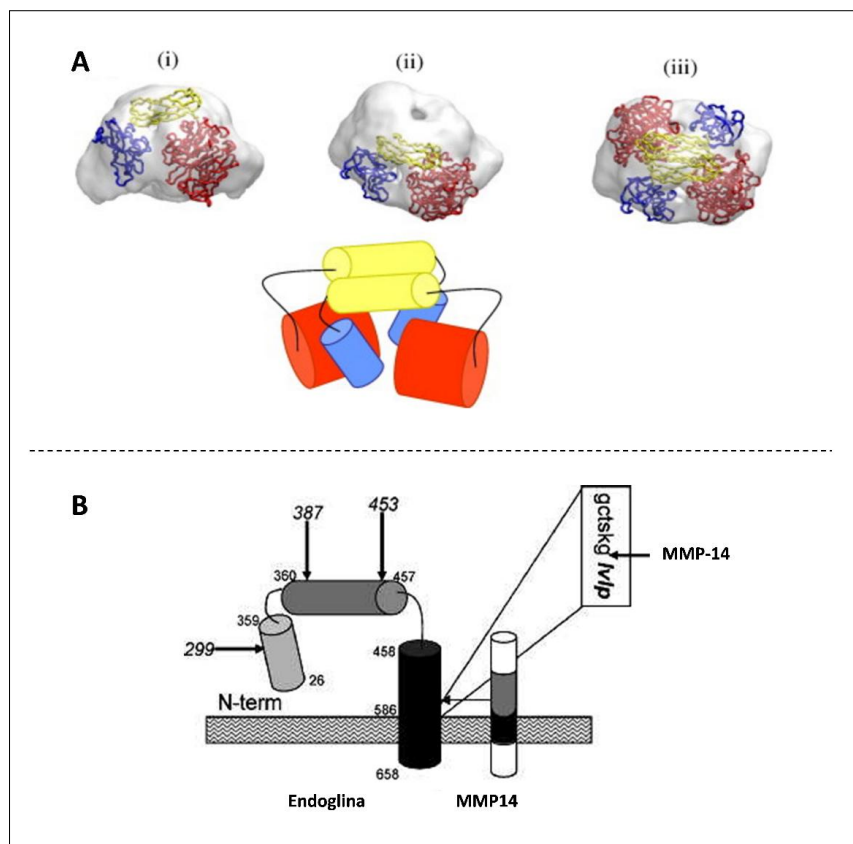 A
(i)
(ii)
(iii)
B
387
453
360
457
359
299
26
N-term
458
586
658
gctskg lvlp
MMP-14
Endoglina
MMP14